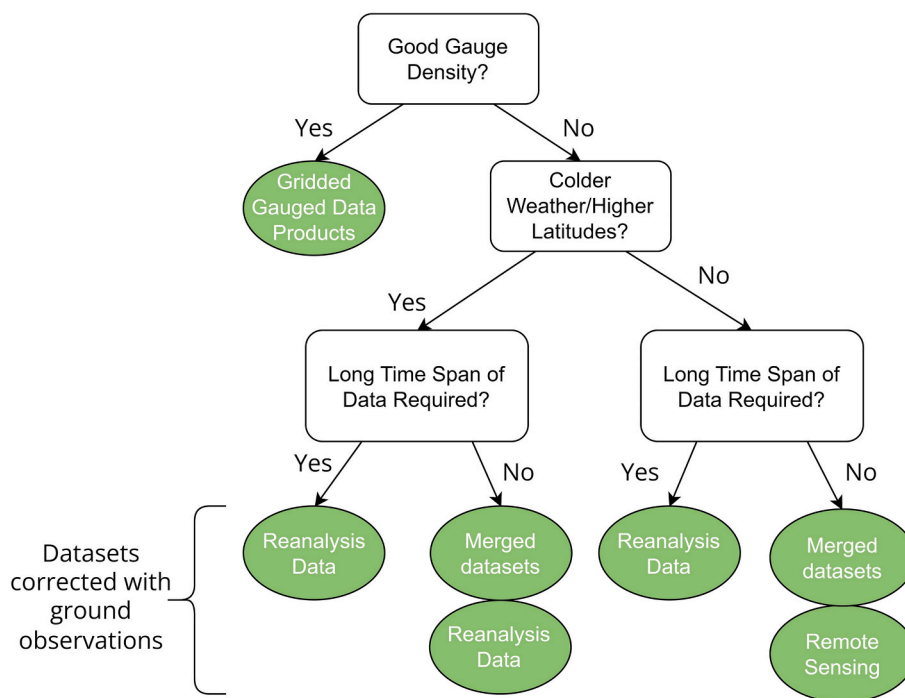 Good Gauge
Density?
Yes
No
Gridded
Gauged Data
Products
Colder
Weather/Higher
Latitudes?
Yes
No
Long Time Span of
Data Required?
Long Time Span of
Data Required?
Yes
No
Yes
No
Datasets
corrected with
ground
observations
Reanalysis
Data
Merged
datasets
Reanalysis
Data
Merged
datasets
Reanalysis
Data
Remote
Sensing